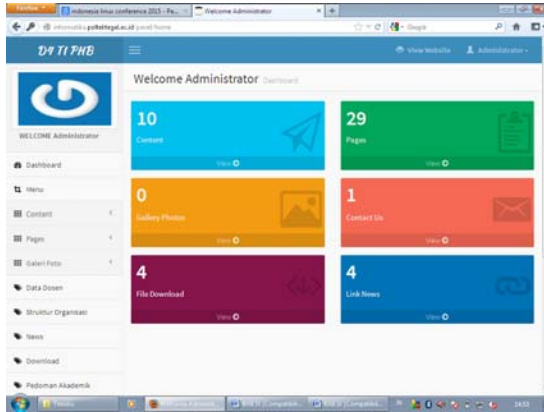 Firefox
indonesia linux conference 2015 - Pe...
Welcome Administrator
informatika.poltektegal.ac.id/panel/home
Google
D4 TI PHB
View Website
Administrator
Welcome Administrator Dashboard
WELCOME Administrator
Dashboard
Menu
Content
Pages
Galeri Foto
Data Dosen
Struktur Organisasi
News
Download
Pedoman Akademik
10
Content
View
29
Pages
View
0
Gallery Photos
View
1
Contact Us
View
4
File Download
View
4
Link News
View